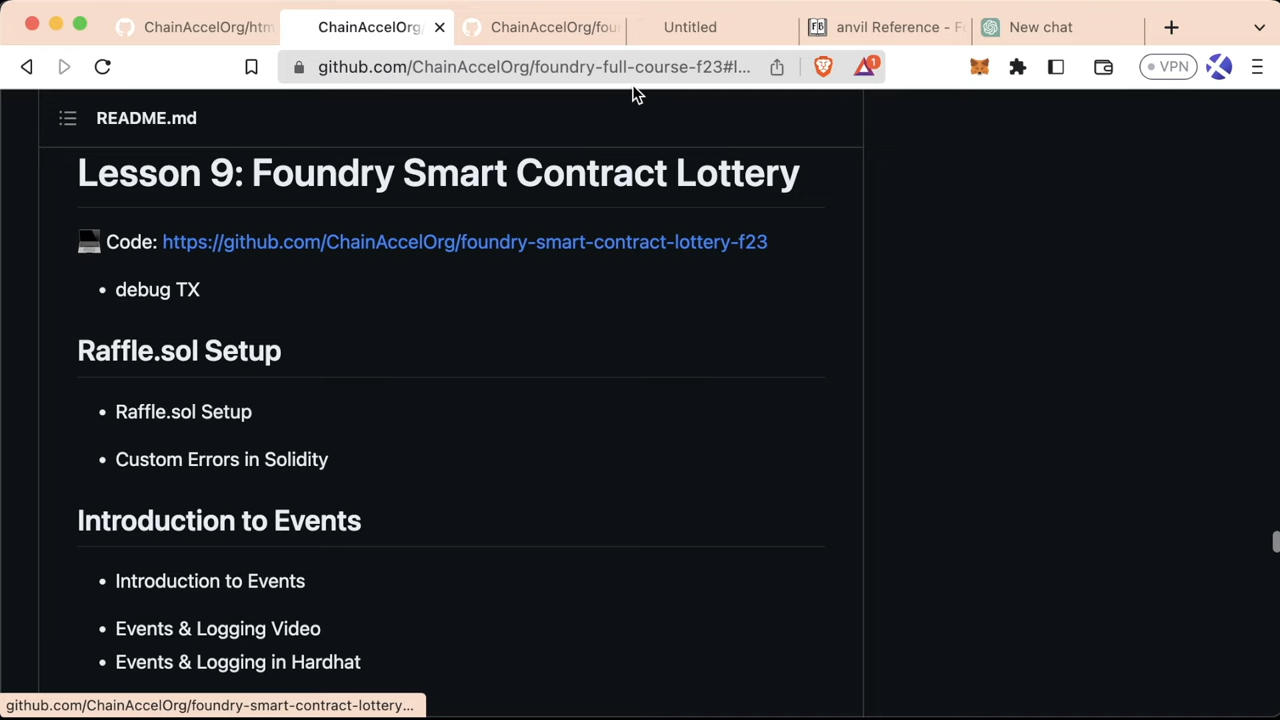 ChainAccelOrg/htm
ChainAccelOrg/
ChainAccelOrg/four
Untitled
anvil Reference - F
New chat
github.com/ChainAccelOrg/foundry-full-course-f23#l...
1
VPN
README.md
Lesson 9: Foundry Smart Contract Lottery
Code: https://github.com/ChainAccelOrg/foundry-smart-contract-lottery-f23
• debug TX
Raffle.sol Setup
• Raffle.sol Setup
• Custom Errors in Solidity
Introduction to Events
• Introduction to Events
• Events & Logging Video
• Events & Logging in Hardhat
github.com/ChainAccelOrg/foundry-smart-contract-lottery...